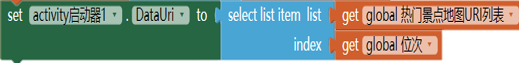 set activity启动器1 . DataUri to select list item list get global 热门景点地图URI列表
index get global 位次